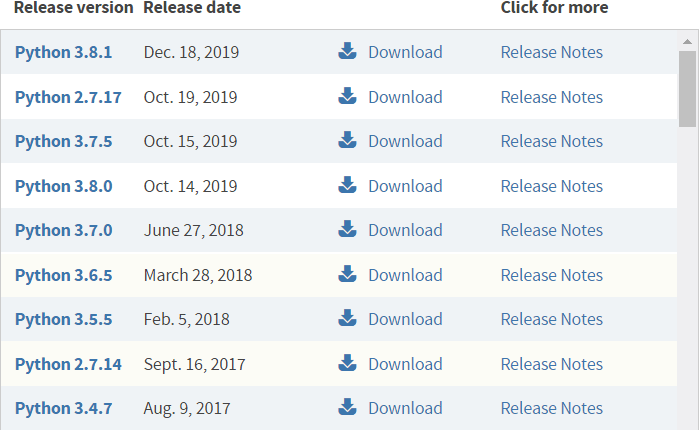 Release version Release date Click for more
Python 3.8.1 Dec. 18, 2019 Download Release Notes
Python 2.7.17 Oct. 19, 2019 Download Release Notes
Python 3.7.5 Oct. 15, 2019 Download Release Notes
Python 3.8.0 Oct. 14, 2019 Download Release Notes
Python 3.7.0 June 27, 2018 Download Release Notes
Python 3.6.5 March 28, 2018 Download Release Notes
Python 3.5.5 Feb. 5, 2018 Download Release Notes
Python 2.7.14 Sept. 16, 2017 Download Release Notes
Python 3.4.7 Aug. 9, 2017 Download Release Notes